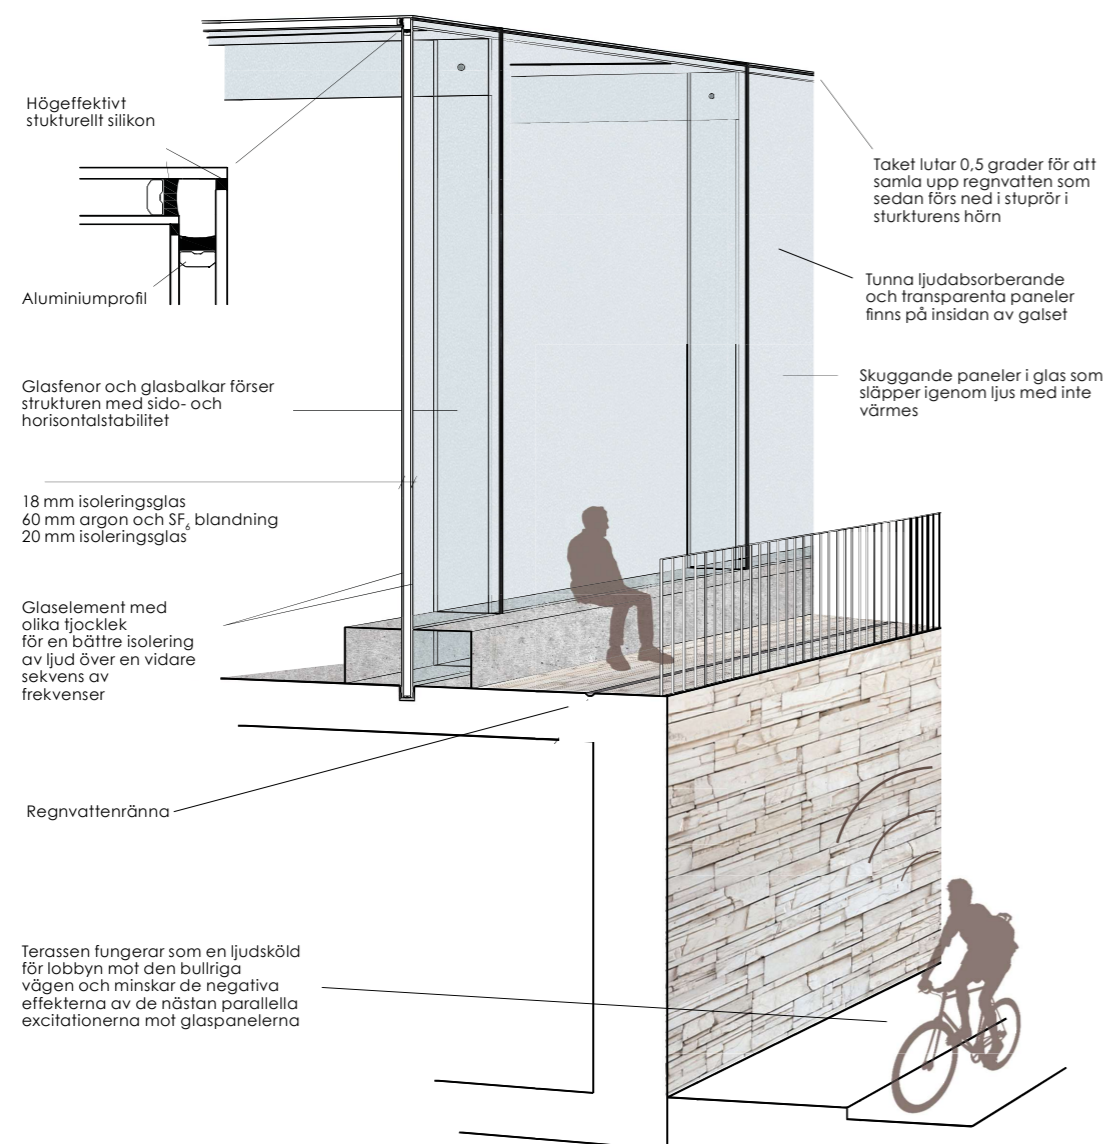 Högeffektivt
stukturellt silikon
Aluminiumprofil
Glasfenor och glasbalkar förser
strukturen med sido- och
horisontalstabilitet
18 mm isoleringsglas
60 mm argon och SF₆ blandning
20 mm isoleringsglas
Glaselement med
olika tjocklek
för en bättre isolering
av ljud över en vidare
sekvens av
frekvenser
Regnvattenränna
Terassen fungerar som en ljudsköld
för lobbyn mot den bullriga
vägen och minskar de negativa
effekterna av de nästan parallella
excitationerna mot glaspanelerna
Taket lutar 0,5 grader för att
samla upp regnvatten som
sedan förs ned i stuprör i
sturkturens hörn
Tunna ljudabsorberande
och transparenta paneler
finns på insidan av galset
Skuggande paneler i glas som
släpper igenom ljus med inte
värmes